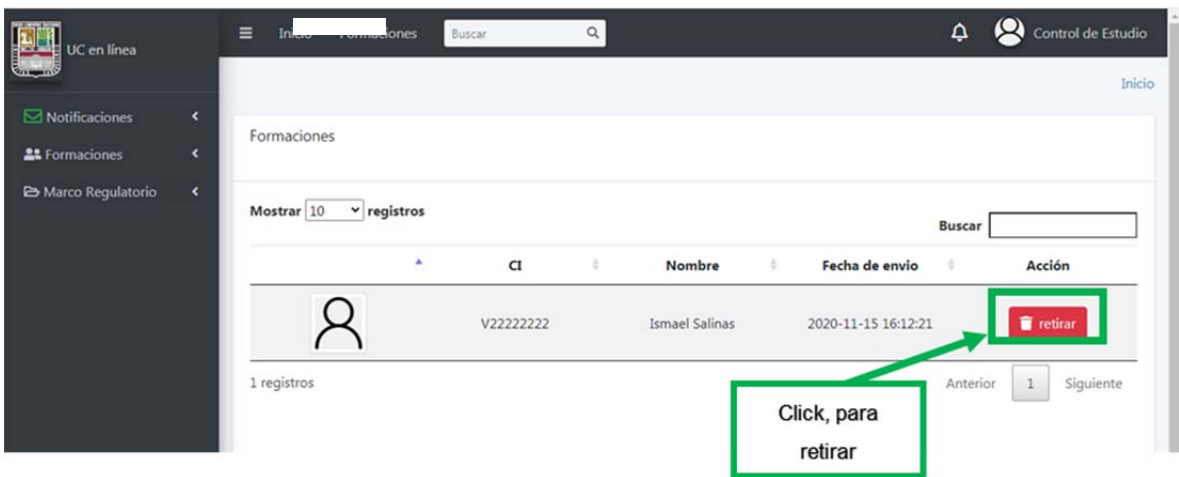 UC en línea
Formaciones
Buscar
Control de Estudio
Inicio
Notificaciones
Formaciones
Marco Regulatorio
Formaciones
Mostrar 10 registros
Buscar
CI Nombre Fecha de envio Acción
V22222222 Ismael Salinas 2020-11-15 16:12:21 retirar
1 registros
Anterior 1 Siguiente
Click, para
retirar